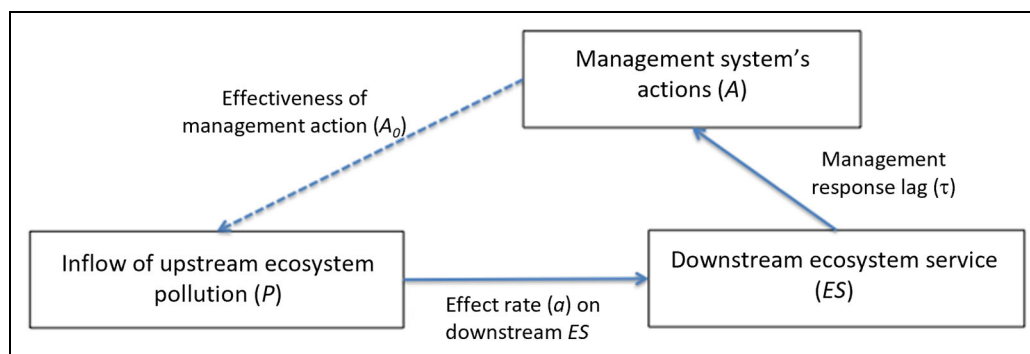 Management system's
actions (A)
Effectiveness of
management action (A₀)
Management
response lag (τ)
Inflow of upstream ecosystem
pollution (P)
Effect rate (a) on
downstream ES
Downstream ecosystem service
(ES)